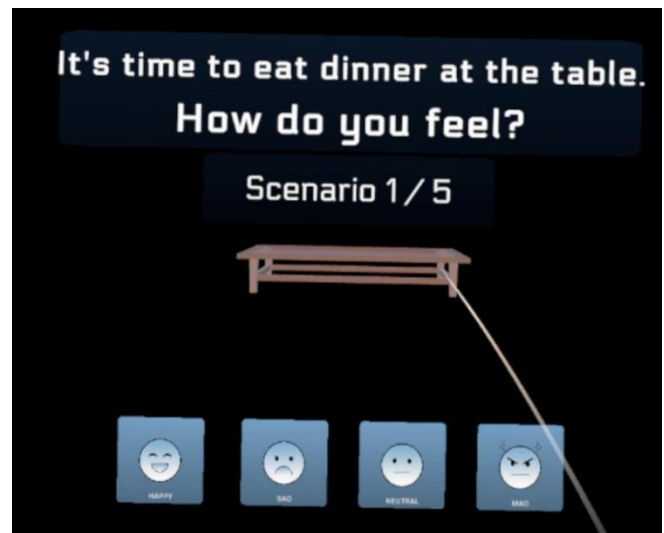 It's time to eat dinner at the table.
How do you feel?
Scenario 1/5
HAPPY
SAD
NEUTRAL
MAD